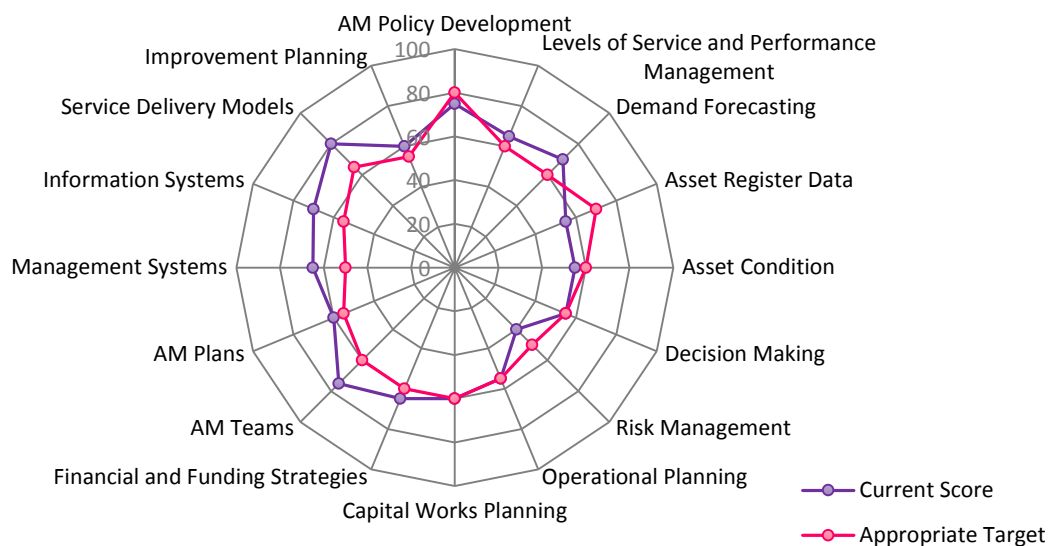 AM Policy Development
Levels of Service and Performance
Management
Demand Forecasting
Asset Register Data
Asset Condition
Decision Making
Risk Management
Operational Planning
Capital Works Planning
Financial and Funding Strategies
AM Teams
AM Plans
Management Systems
Information Systems
Service Delivery Models
Improvement Planning
100
80
60
40
20
0
Current Score
Appropriate Target